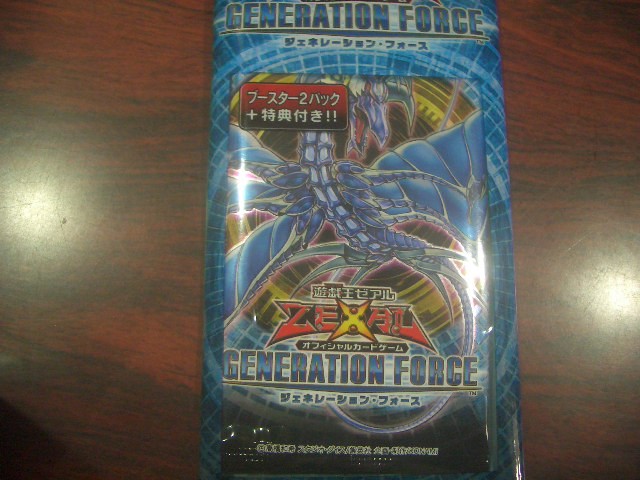 GENERATION FORCE
ジェネレーション・フォース
ブースター2パック
+特典付き!!
遊戯王ゼアル
ZEXAL
オフィシャルカードゲーム
GENERATION FORCE
TM
ジェネレーション・フォース